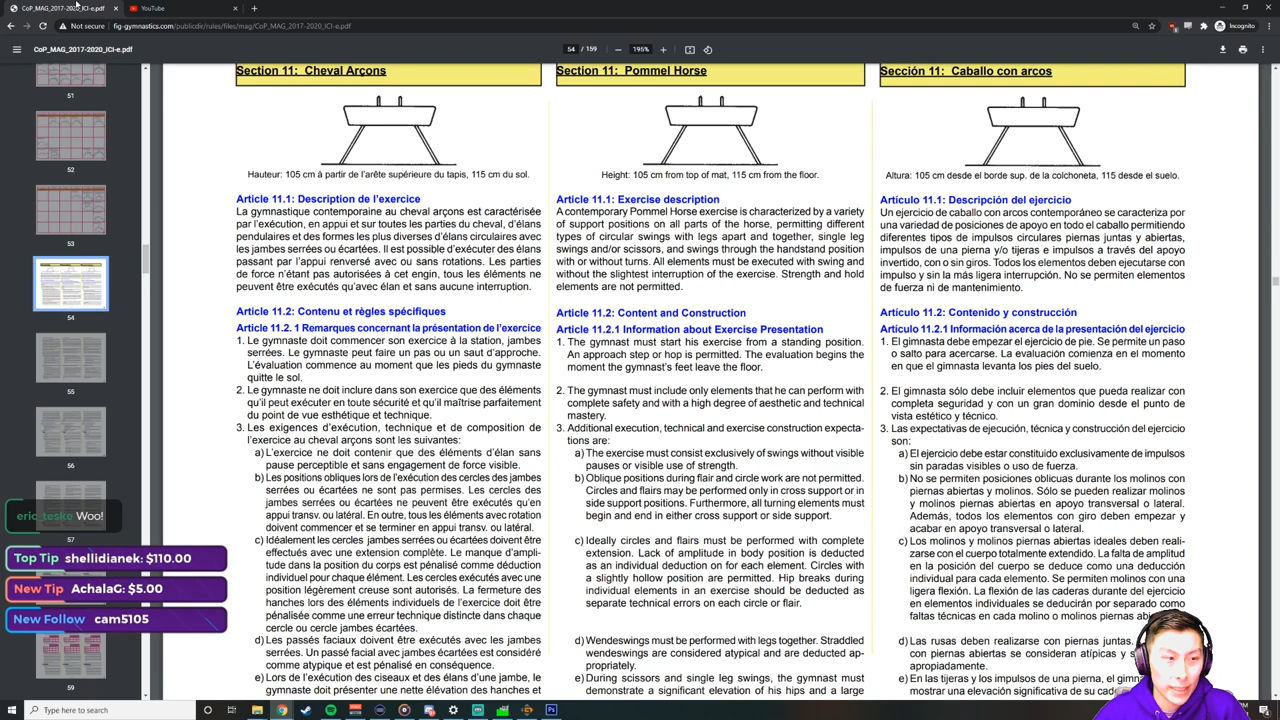 CoP_MAG_2017-2020_ICI-e.pdf
YouTube
Not secure
fig-gymnastics.com/publicdir/rules/files/mag/CoP_MAG_2017-2020_ICI-e.pdf
Incognito
CoP_MAG_2017-2020_ICI-e.pdf
54 / 159
195%
51
52
53
54
55
56
57
59
Section 11: Cheval Arçons
Hauteur: 105 cm à partir de l'arête supérieure du tapis, 115 cm du sol.
Article 11.1: Description de l'exercice
La gymnastique contemporaine au cheval arçons est caractérisée
par l'exécution, en appui et sur toutes les parties du cheval, d'élans
pendulaires et des formes les plus diverses d'élans circulaires avec
les jambes serrées ou écartées. Il est possible d'exécuter des élans
passant par l'appui renversé avec ou sans rotations. Les parties
de force n'étant pas autorisées à cet engin, tous les éléments ne
peuvent être exécutés qu'avec élan et sans aucune interruption.
Article 11.2: Contenu et règles spécifiques
Article 11.2. 1 Remarques concernant la présentation de l'exercice
1. Le gymnaste doit commencer son exercice à la station, jambes
serrées. Le gymnaste peut faire un pas ou un saut d'approche.
L'évaluation commence au moment que les pieds du gymnaste
quitte le sol.
2. Le gymnaste ne doit inclure dans son exercice que des éléments
qu'il peut exécuter en toute sécurité et qu'il maîtrise parfaitement
du point de vue esthétique et technique.
3. Les exigences d'exécution, technique et de composition de
l'exercice au cheval arçons sont les suivantes:
a) L'exercice ne doit contenir que des éléments d'élan sans
pause perceptible et sans engagement de force visible.
b) Les positions obliques lors de l'exécution des cercles des jambes
serrées ou écartées ne sont pas permises. Les cercles des
jambes serrées ou écartées ne peuvent être exécutés qu'en
appui transv. ou latéral. En outre, tous les éléments avec rotation
doivent commencer et se terminer en appui transv. ou latéral.
c) Idéalement les cercles jambes serrées ou écartées doivent être
effectués avec une extension complète. Le manque d'ampli-
tude dans la position du corps est pénalisé comme déduction
individuel pour chaque élément. Les cercles exécutés avec une
position légèrement creuse sont autorisés. La fermeture des
hanches lors des éléments individuels de l'exercice doit être
pénalisée comme une erreur technique distincte dans chaque
cercle ou cercle jambes écartées.
d) Les passés faciaux doivent être exécutés avec les jambes
serrées. Un passé facial avec jambes écartées est considéré
comme atypique et est pénalisé en conséquence.
e) Lors de l'exécution des ciseaux et des élans d'une jambe, le
gymnaste doit présenter une nette élévation des hanches et
Section 11: Pommel Horse
Height: 105 cm from top of mat, 115 cm from the floor.
Article 11.1: Exercise description
A contemporary Pommel Horse exercise is characterized by a variety
of support positions on all parts of the horse, permitting different
types of circular swings with legs apart and together, single leg
swings and/or scissors, and swings through the handstand position
with or without turns. All elements must be executed with swing and
without the slightest interruption of the exercise. Strength and hold
elements are not permitted.
Article 11.2: Content and Construction
Article 11.2.1 Information about Exercise Presentation
1. The gymnast must start his exercise from a standing position.
An approach step or hop is permitted. The evaluation begins the
moment the gymnast's feet leave the floor.
2. The gymnast must include only elements that he can perform with
complete safety and with a high degree of aesthetic and technical
mastery.
3. Additional execution, technical and exercise construction expecta-
tions are:
a) The exercise must consist exclusively of swings without visible
pauses or visible use of strength.
b) Oblique positions during flair and circle work are not permitted.
Circles and flairs may be performed only in cross support or in
side support positions. Furthermore, all turning elements must
begin and end in either cross support or side support.
c) Ideally circles and flairs must be performed with complete
extension. Lack of amplitude in body position is deducted
as an individual deduction on for each element. Circles with
a slightly hollow position are permitted. Hip breaks during
individual elements in an exercise should be deducted as
separate technical errors on each circle or flair.
d) Wendeswings must be performed with legs together. Straddled
wendeswings are considered atypical and are deducted ap-
propriately.
e) During scissors and single leg swings, the gymnast must
demonstrate a significant elevation of his hips and a large
Sección 11: Caballo con arcos
Altura: 105 cm desde el borde sup. de la colchoneta, 115 desde el suelo.
Artículo 11.1: Descripción del ejercicio
Un ejercicio de caballo con arcos contemporáneo se caracteriza por
una variedad de posiciones de apoyo en todo el caballo permitiendo
diferentes tipos de impulsos circulares piernas juntas y abiertas,
impulsos de una pierna y/o tijeras e impulsos a través del apoyo
invertido, con o sin giros. Todos los elementos deben ejecutarse con
impulso y sin la más ligera interrupción. No se permiten elementos
de fuerza ni de mantenimiento.
Artículo 11.2: Contenido y construcción
Artículo 11.2.1 Información acerca de la presentación del ejercicio
1. El gimnasta debe empezar el ejercicio de pie. Se permite un paso
o salto para acercarse. La evaluación comienza en el momento
en que el gimnasta levanta los pies del suelo.
2. El gimnasta sólo debe incluir elementos que pueda realizar con
completa seguridad y con un gran dominio desde el punto de
vista estético y técnico.
3. Las expectativas de ejecución, técnica y construcción del ejercicio
son:
a) El ejercicio debe estar constituido exclusivamente de impulsos
sin paradas visibles o uso de fuerza.
b) No se permiten posiciones oblicuas durante los molinos con
piernas abiertas y molinos. Sólo se pueden realizar molinos
y molinos piernas abiertas en apoyo transversal o lateral.
Además, todos los elementos con giro deben empezar y
acabar en apoyo transversal o lateral.
c) Los molinos y molinos piernas abiertas ideales deben reali-
zarse con el cuerpo totalmente extendido. La falta de amplitud
en la posición del cuerpo se deduce como una deducción
individual para cada elemento. Se permiten molinos con una
ligera flexión. La flexión de las caderas durante del ejercicio
en elementos individuales se deducirán por separado como
faltas técnicas en cada molino o molinos piernas abi
d) Las rusas deben realizarse con piernas juntas.
con piernas abiertas se consideran atípicas y s
apropiadamente.
e) En las tijeras y los impulsos de una pierna, el gimn
mostrar una elevación significativa de su cad
eric_teske Woo!
Top Tip shellidianek: $110.00
New Tip AchalaG: $5.00
New Follow cam5105
Type here to search